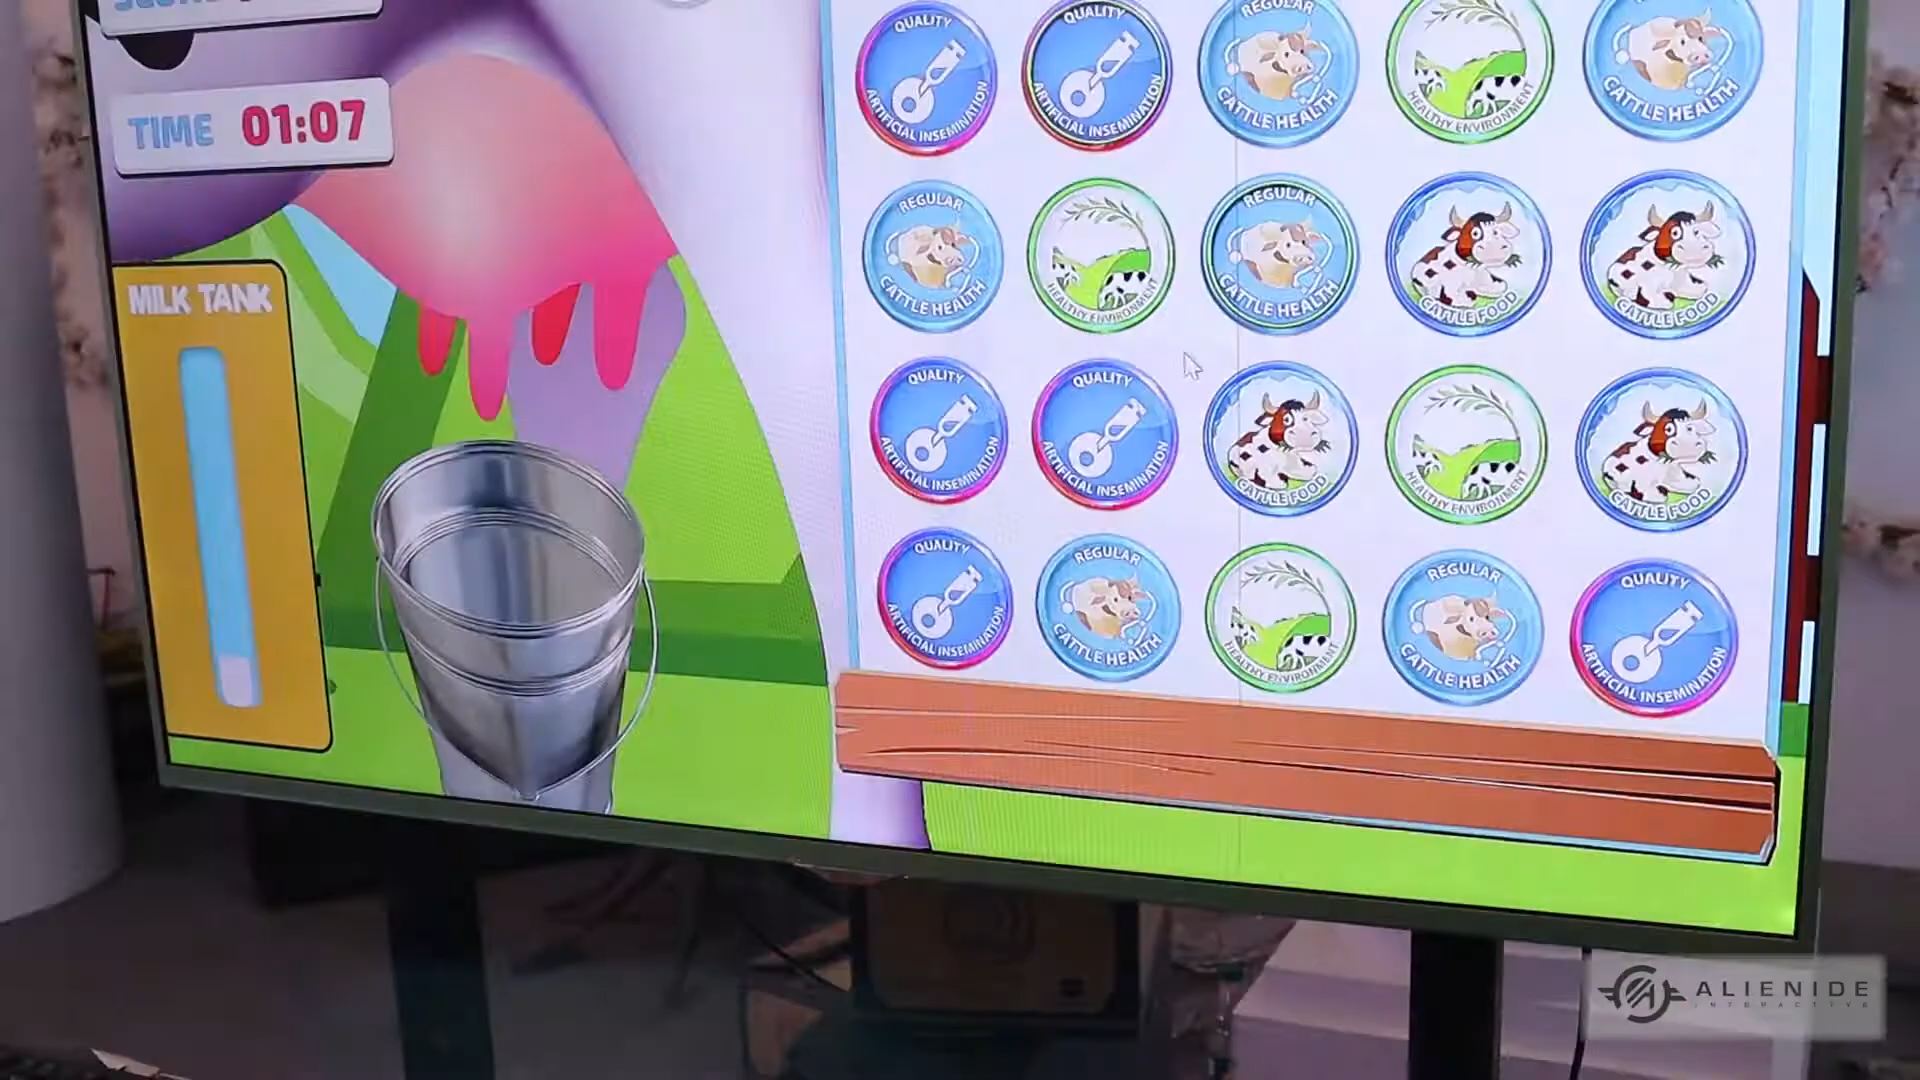 TIME 01:07
MILK TANK
QUALITY
ARTIFICIAL INSEMINATION
QUALITY
ARTIFICIAL INSEMINATION
REGULAR
CATTLE HEALTH
HEALTHY ENVIRONMENT
CATTLE HEALTH
REGULAR
CATTLE HEALTH
HEALTHY ENVIRONMENT
REGULAR
CATTLE HEALTH
CATTLE FOOD
CATTLE FOOD
QUALITY
ARTIFICIAL INSEMINATION
QUALITY
ARTIFICIAL INSEMINATION
CATTLE FOOD
HEALTHY ENVIRONMENT
CATTLE FOOD
QUALITY
ARTIFICIAL INSEMINATION
REGULAR
CATTLE HEALTH
HEALTHY ENVIRONMENT
REGULAR
CATTLE HEALTH
QUALITY
ARTIFICIAL INSEMINATION
ALIENIDE
INTERACTIVE